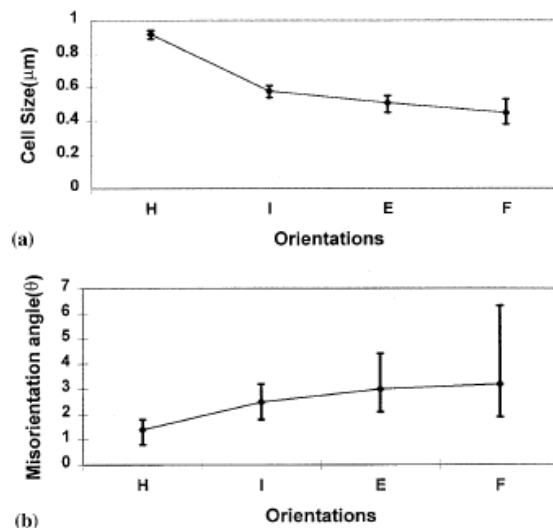 1
0.8
0.6
0.4
0.2
0
Cell Size(μm)
H I E F
(a)
Orientations
7
6
5
4
3
2
1
0
Misorientation angle(θ)
H I E F
(b)
Orientations